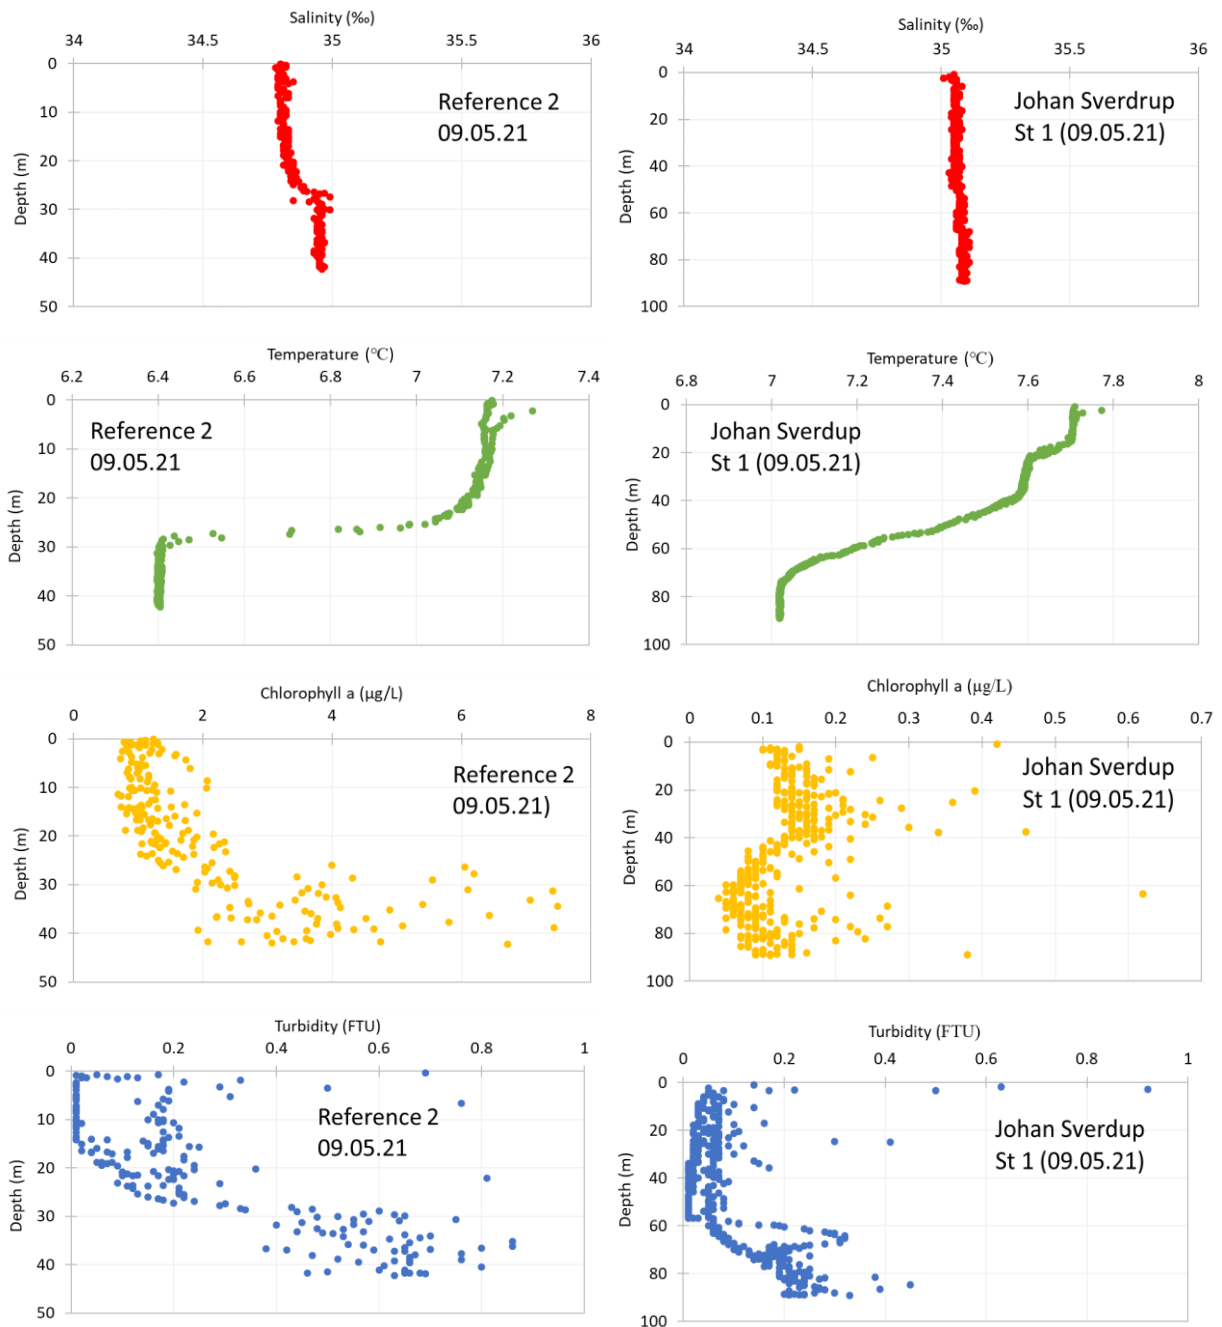 Salinity (‰)
34 34.5 35 35.5 36
0
10
20
30
40
50
Depth (m)
Reference 2
09.05.21
Salinity (‰)
34 34.5 35 35.5 36
0
20
40
60
80
100
Depth (m)
Johan Sverdrup
St 1 (09.05.21)
Temperature (°C)
6.2 6.4 6.6 6.8 7 7.2 7.4
0
10
20
30
40
50
Depth (m)
Reference 2
09.05.21
Temperature (°C)
6.8 7 7.2 7.4 7.6 7.8 8
0
20
40
60
80
100
Depth (m)
Johan Sverdup
St 1 (09.05.21)
Chlorophyll a (µg/L)
0 2 4 6 8
0
10
20
30
40
50
Depth (m)
Reference 2
09.05.21)
Chlorophyll a (µg/L)
0 0.1 0.2 0.3 0.4 0.5 0.6 0.7
0
20
40
60
80
100
Depth (m)
Johan Sverdup
St 1 (09.05.21)
Turbidity (FTU)
0 0.2 0.4 0.6 0.8 1
0
10
20
30
40
50
Depth (m)
Reference 2
09.05.21
Turbidity (FTU)
0 0.2 0.4 0.6 0.8 1
0
20
40
60
80
100
Depth (m)
Johan Sverdup
St 1 (09.05.21)